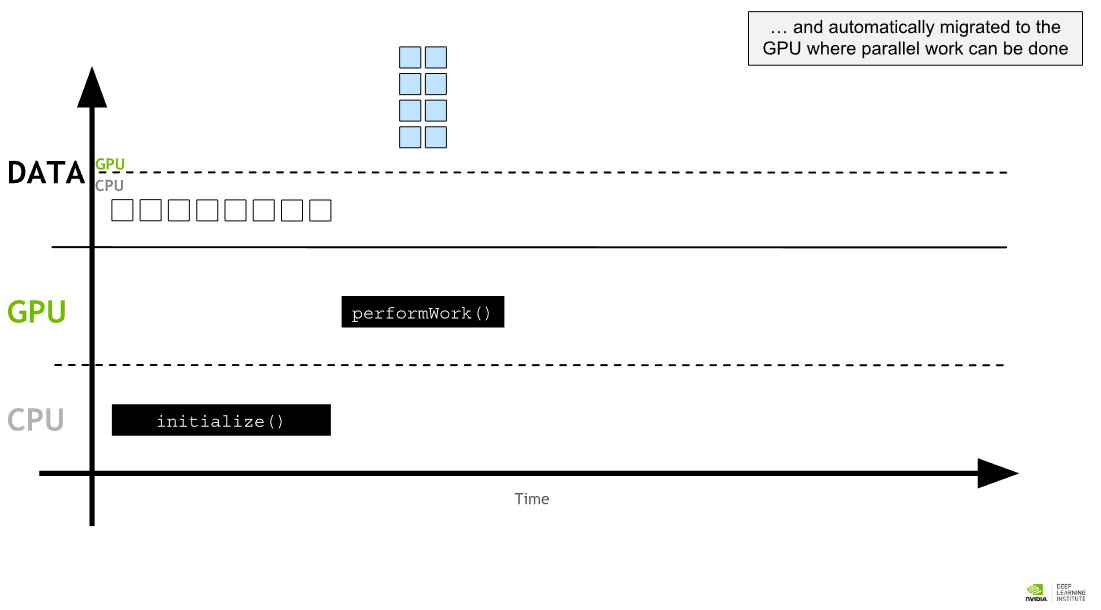 … and automatically migrated to the
GPU where parallel work can be done
DATA
GPU
CPU
GPU
performWork()
CPU
initialize()
Time
NVIDIA.
DEEP
LEARNING
INSTITUTE